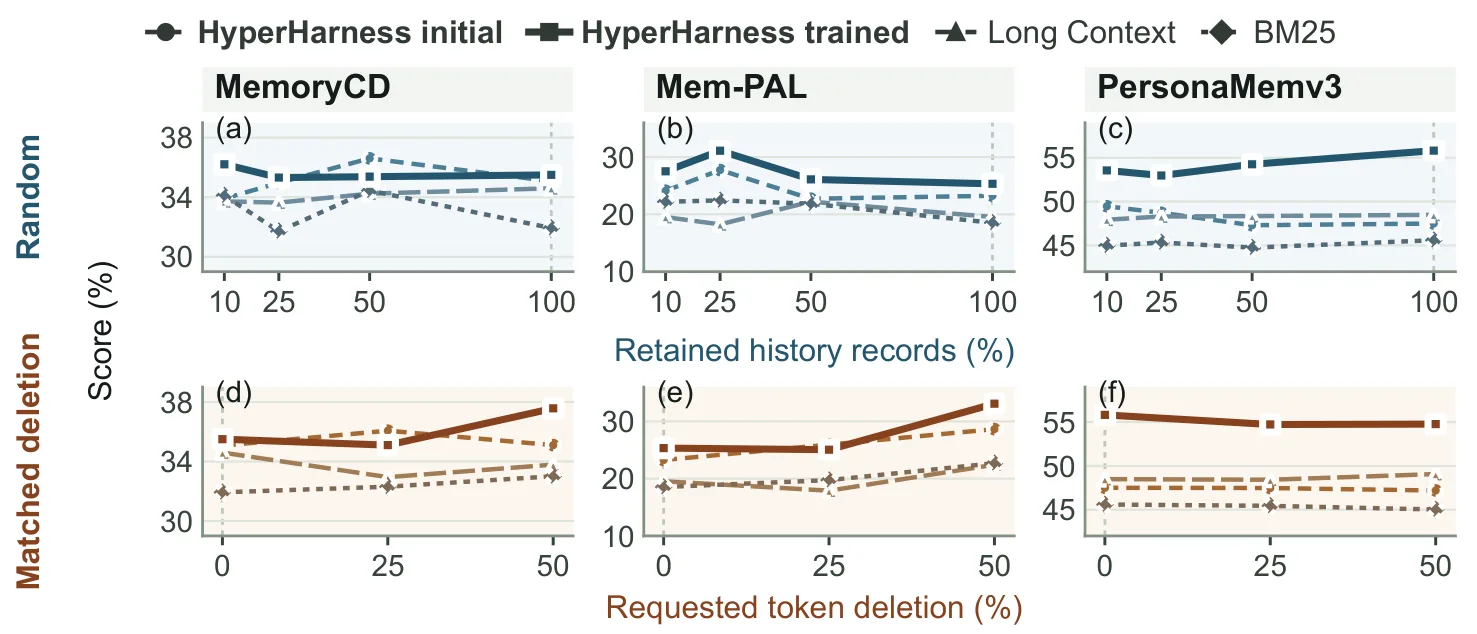 HyperHarness initial HyperHarness trained Long Context BM25
MemoryCD Mem-PAL PersonaMemv3
Random
Matched deletion
Score (%)
(a)
38
34
30
10 25 50 100
(b)
30
20
10
10 25 50 100
(c)
55
50
45
10 25 50 100
Retained history records (%)
(d)
38
34
30
0 25 50
(e)
30
20
10
0 25 50
(f)
55
50
45
0 25 50
Requested token deletion (%)